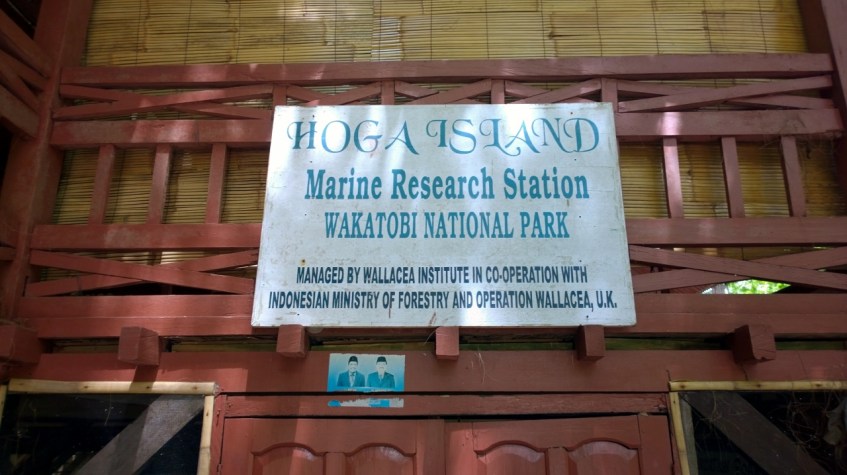 HOGA ISLAND
Marine Research Station
WAKATOBI NATIONAL PARK
MANAGED BY WALLACEA INSTITUTE IN CO-OPERATION WITH
INDONESIAN MINISTRY OF FORESTRY AND OPERATION WALLACEA, U.K.